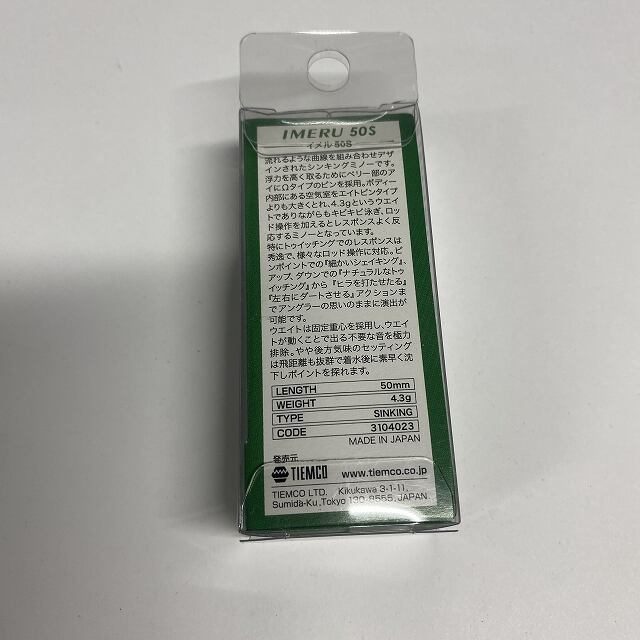 IMERU 50S
イメル 50S
流れるような曲線を組み合わせデザ
インされたシンキングミノーです。
浮力を高く取るためにベリー部のア
イにΩタイプのピンを採用。ボディー
内部にある空気室をエイトピンタイプ
よりも大きくとれ、4.3gというウエイ
トでありながらもキビキビ泳ぎ、ロッ
ド操作を加えるとレスポンスよく反
応するミノーとなっています。
特にトゥイッチングでのレスポンスは
秀逸で、様々なロッド操作に対応。ピ
ンポイントでの『細かいシェイキング』、
アップ、ダウンでの『ナチュラルなトゥ
イッチング』から『ヒラを打たせたる』
『左右にダートさせる』アクションま
でアングラーの思いのままに演出が
可能です。
ウエイトは固定重心を採用し、ウエイ
トが動くことで出る不要な音を極力
排除。やや後方気味のセッティング
は飛距離も抜群で着水後に素早く沈
下しポイントを探れます。
LENGTH 50mm
WEIGHT 4.3g
TYPE SINKING
CODE 3104023
MADE IN JAPAN
発売元
TIEMCO www.tiemco.co.jp
TIEMCO LTD. Kikukawa 3-1-11,
Sumida-Ku, Tokyo 130-8555, JAPAN